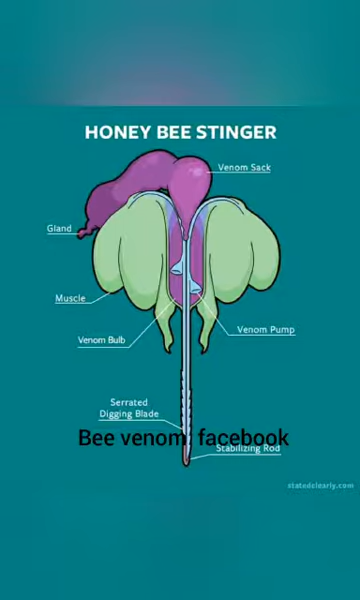 HONEY BEE STINGER
Venom Sack
Gland
Muscle
Venom Pump
Venom Bulb
Serrated
Digging Blade
Bee venom facebook
Stabilizing Rod
statedclearly.com